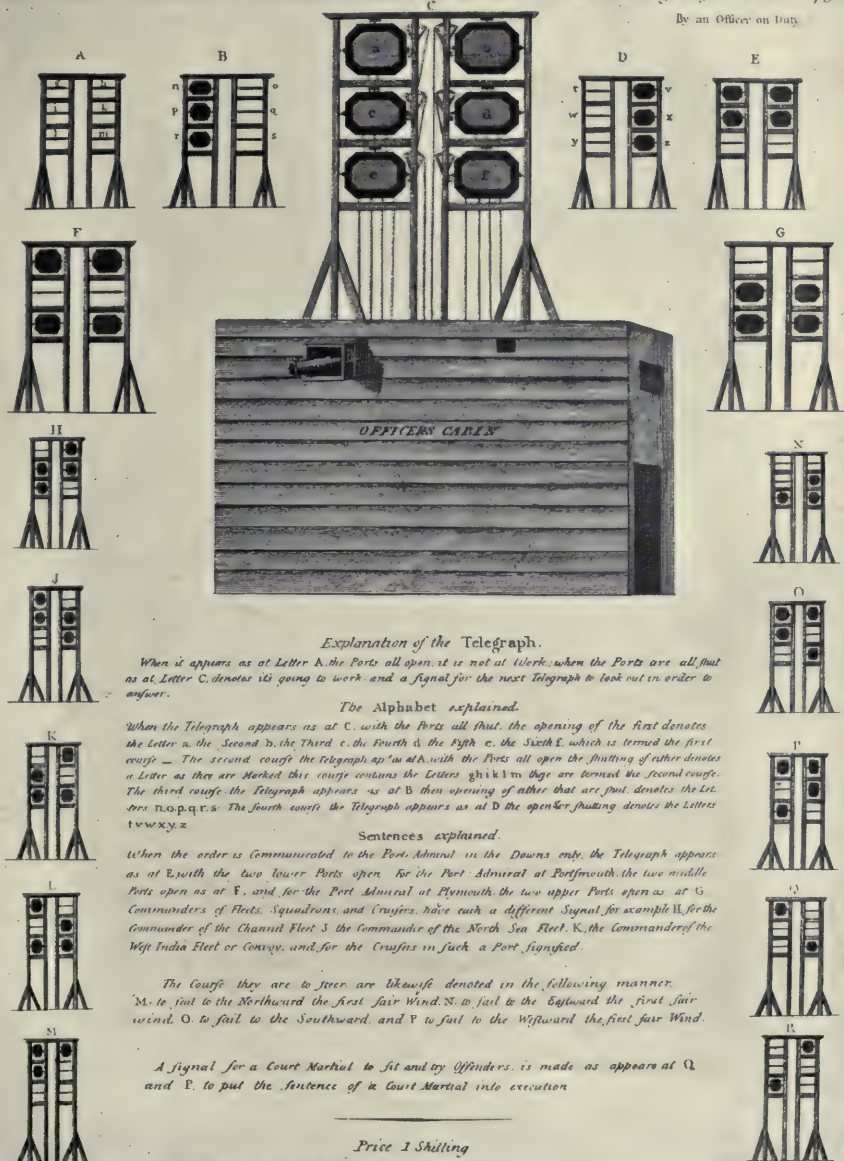 By an Officer on Duty
C
A
B
D
E
a b
c d
e f
g h
i k
l m
n o
p q
r s
t v
w x
y z
F
G
H
N
J
O
K
P
L
Q
M
R
OFFICERS CABIN
Explanation of the Telegraph.
When it appears as at Letter A. the Ports all open, it is not at Work; when the Ports are all ſhut
as at Letter C. denotes it's going to work. and a ſignal for the next Telegraph to look out in order to
anſwer.
The Alphabet explained.
When the Telegraph appears as at C. with the Ports all ſhut. the opening of the first denotes
the Letter a the Second b. the Third c. the Fourth d the Fifth e. the Sixth f. which is termed the first
courſe — The second courſe the Telegraph ap's as at A. with the Ports all open the ſhutting of either denotes
a Letter as they are Marked this courſe contains the Letters g h i k l m theſe are termed the second courſe.
The third courſe. the Telegraph appears as at B then opening of either that are ſhut. denotes the Let-
ters n.o.p.q.r.s The fourth courſe the Telegraph appears as at D the open or ſhutting denotes the Letters
t v w x. y. z
Sentences explained.
When the order is Communicated to the Port Admiral in the Downs only, the Telegraph appears
as at E. with the two lower Ports open For the Port Admiral at Portſmouth. the two middle
Ports open as at F. and for the Port Admiral at Plymouth. the two upper Ports open as at G
Commanders of Fleets, Squadrons, and Cruiſers, have each a different Signal for example H. for the
Commander of the Channel Fleet J the Commander of the North Sea Fleet. K. the Commander of the
Weſt India Fleet or Convoy. and for the Cruiſers in ſuch a Port ſignified.
The Courſe they are to ſteer are likewiſe denoted in the following manner.
M. to ſail to the Northward the first fair Wind. N. to ſail to the Eaſtward the first fair
wind. O. to ſail to the Southward. and P to ſail to the Weſtward the first fair Wind.
A ſignal for a Court Martial to ſit and try Offenders. is made as appears at Q
and P. to put the ſentence of a Court Martial into execution
Price 1 Shilling